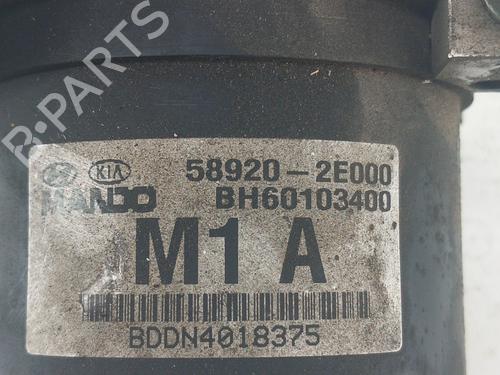 B-PARTS
KIA 58920-2E000
MANDO BH60103400
M1 A
BDDN4018375